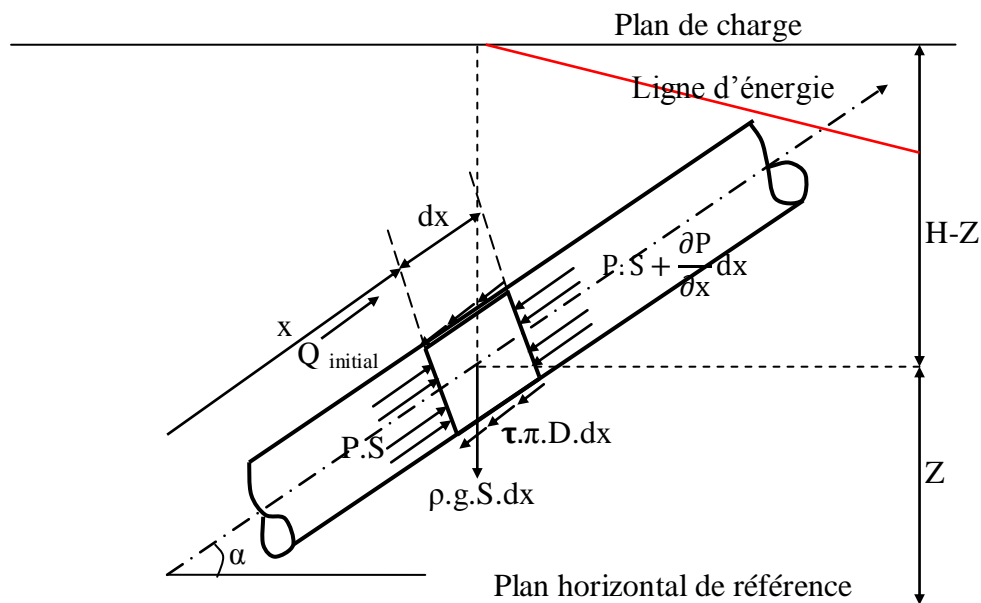 Plan de charge
Ligne d'énergie
dx
H-Z
P.S + ∂P/∂x dx
x
Q initial
P.S
τ.π.D.dx
Z
ρ.g.S.dx
α
Plan horizontal de référence